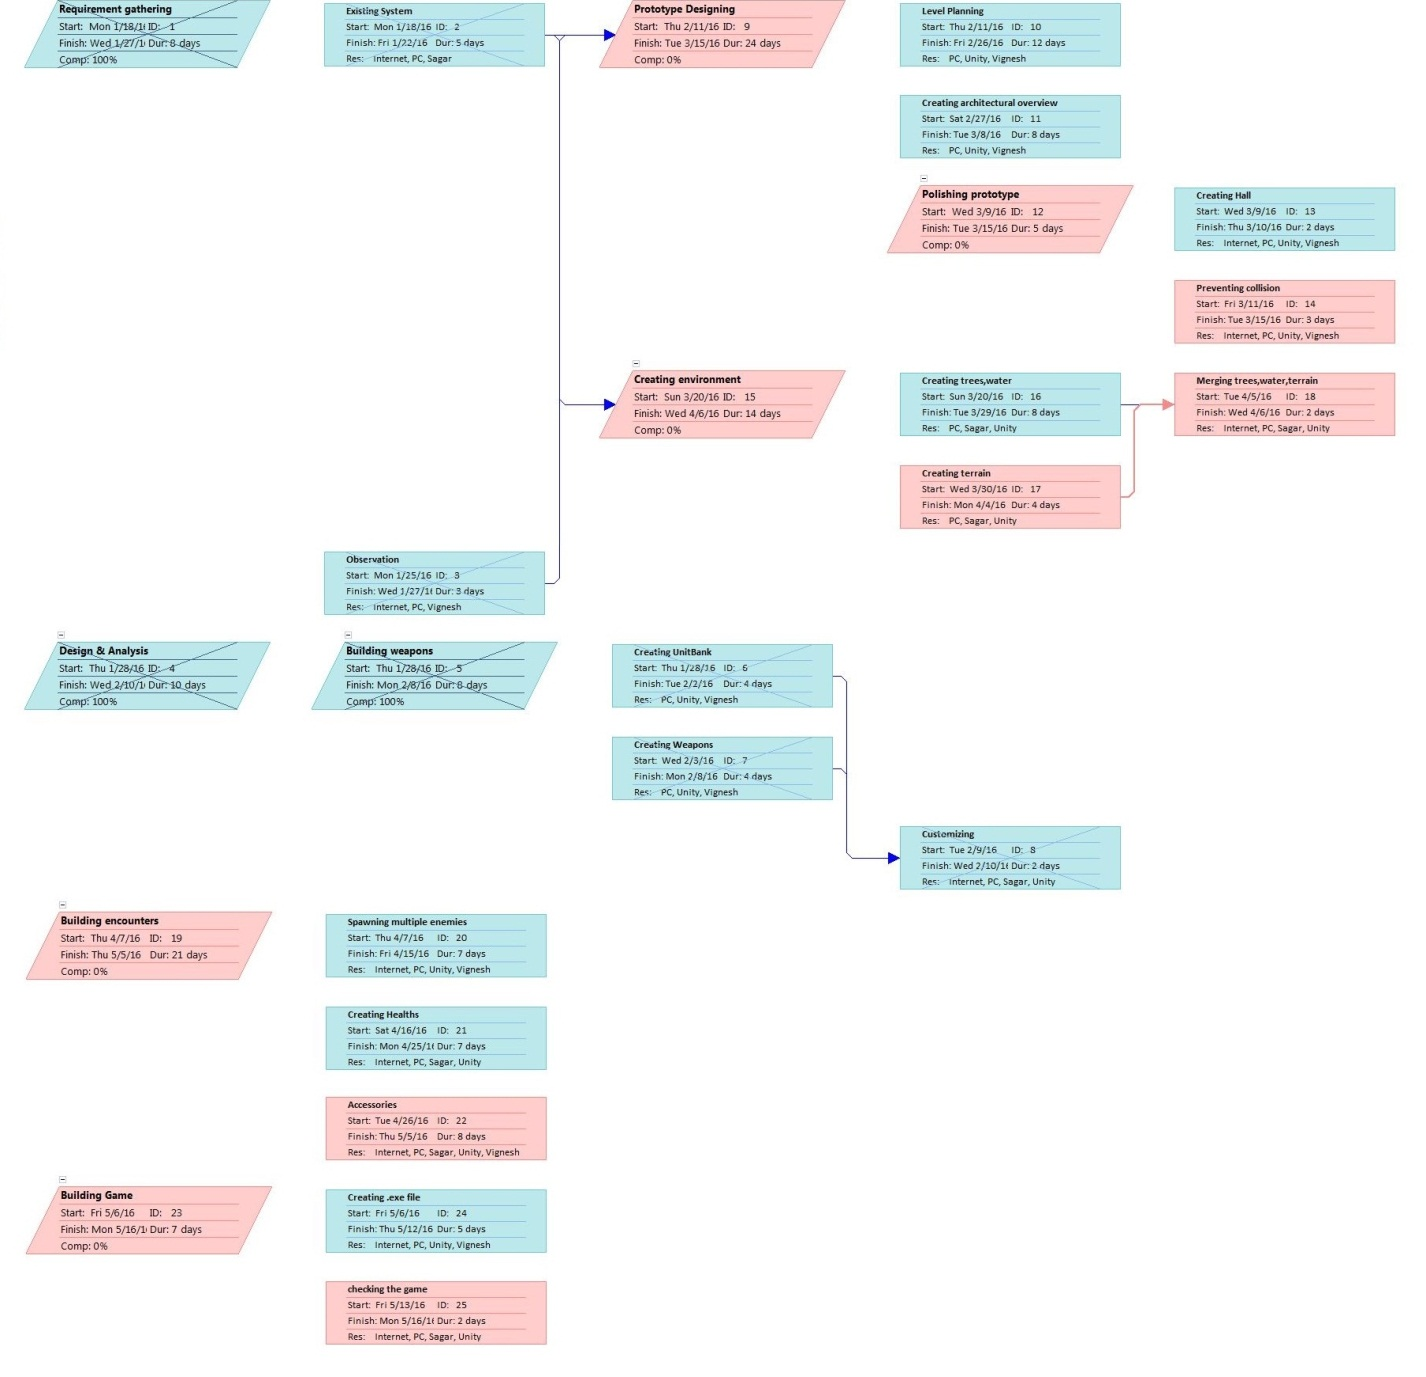 Requirement gathering
Start: Mon 1/18/1 ID: 1
Finish: Wed 1/27/1 Dur: 8 days
Comp: 100%
Existing System
Start: Mon 1/18/16 ID: 2
Finish: Fri 1/22/16 Dur: 5 days
Res: Internet, PC, Sagar
Prototype Designing
Start: Thu 2/11/16 ID: 9
Finish: Tue 3/15/16 Dur: 24 days
Comp: 0%
Level Planning
Start: Thu 2/11/16 ID: 10
Finish: Fri 2/26/16 Dur: 12 days
Res: PC, Unity, Vignesh
Creating architectural overview
Start: Sat 2/27/16 ID: 11
Finish: Tue 3/8/16 Dur: 8 days
Res: PC, Unity, Vignesh
Polishing prototype
Start: Wed 3/9/16 ID: 12
Finish: Tue 3/15/16 Dur: 5 days
Comp: 0%
Creating Hall
Start: Wed 3/9/16 ID: 13
Finish: Thu 3/10/16 Dur: 2 days
Res: Internet, PC, Unity, Vignesh
Preventing collision
Start: Fri 3/11/16 ID: 14
Finish: Tue 3/15/16 Dur: 3 days
Res: Internet, PC, Unity, Vignesh
Creating environment
Start: Sun 3/20/16 ID: 15
Finish: Wed 4/6/16 Dur: 14 days
Comp: 0%
Creating trees,water
Start: Sun 3/20/16 ID: 16
Finish: Tue 3/29/16 Dur: 8 days
Res: PC, Sagar, Unity
Merging trees,water,terrain
Start: Tue 4/5/16 ID: 18
Finish: Wed 4/6/16 Dur: 2 days
Res: Internet, PC, Sagar, Unity
Creating terrain
Start: Wed 3/30/16 ID: 17
Finish: Mon 4/4/16 Dur: 4 days
Res: PC, Sagar, Unity
Observation
Start: Mon 1/25/16 ID: 3
Finish: Wed 1/27/1 Dur: 3 days
Res: Internet, PC, Vignesh
Design & Analysis
Start: Thu 1/28/16 ID: 4
Finish: Wed 2/10/1 Dur: 10 days
Comp: 100%
Building weapons
Start: Thu 1/28/16 ID: 5
Finish: Mon 2/8/16 Dur: 8 days
Comp: 100%
Creating UnitBank
Start: Thu 1/28/16 ID: 6
Finish: Tue 2/2/16 Dur: 4 days
Res: PC, Unity, Vignesh
Creating Weapons
Start: Wed 2/3/16 ID: 7
Finish: Mon 2/8/16 Dur: 4 days
Res: PC, Unity, Vignesh
Customizing
Start: Tue 2/9/16 ID: 8
Finish: Wed 2/10/1 Dur: 2 days
Res: Internet, PC, Sagar, Unity
Building encounters
Start: Thu 4/7/16 ID: 19
Finish: Thu 5/5/16 Dur: 21 days
Comp: 0%
Spawning multiple enemies
Start: Thu 4/7/16 ID: 20
Finish: Fri 4/15/16 Dur: 7 days
Res: Internet, PC, Unity, Vignesh
Creating Healths
Start: Sat 4/16/16 ID: 21
Finish: Mon 4/25/1 Dur: 7 days
Res: Internet, PC, Sagar, Unity
Accessories
Start: Tue 4/26/16 ID: 22
Finish: Thu 5/5/16 Dur: 8 days
Res: Internet, PC, Sagar, Unity, Vignesh
Building Game
Start: Fri 5/6/16 ID: 23
Finish: Mon 5/16/1 Dur: 7 days
Comp: 0%
Creating .exe file
Start: Fri 5/6/16 ID: 24
Finish: Thu 5/12/16 Dur: 5 days
Res: Internet, PC, Unity, Vignesh
checking the game
Start: Fri 5/13/16 ID: 25
Finish: Mon 5/16/1 Dur: 2 days
Res: Internet, PC, Sagar, Unity